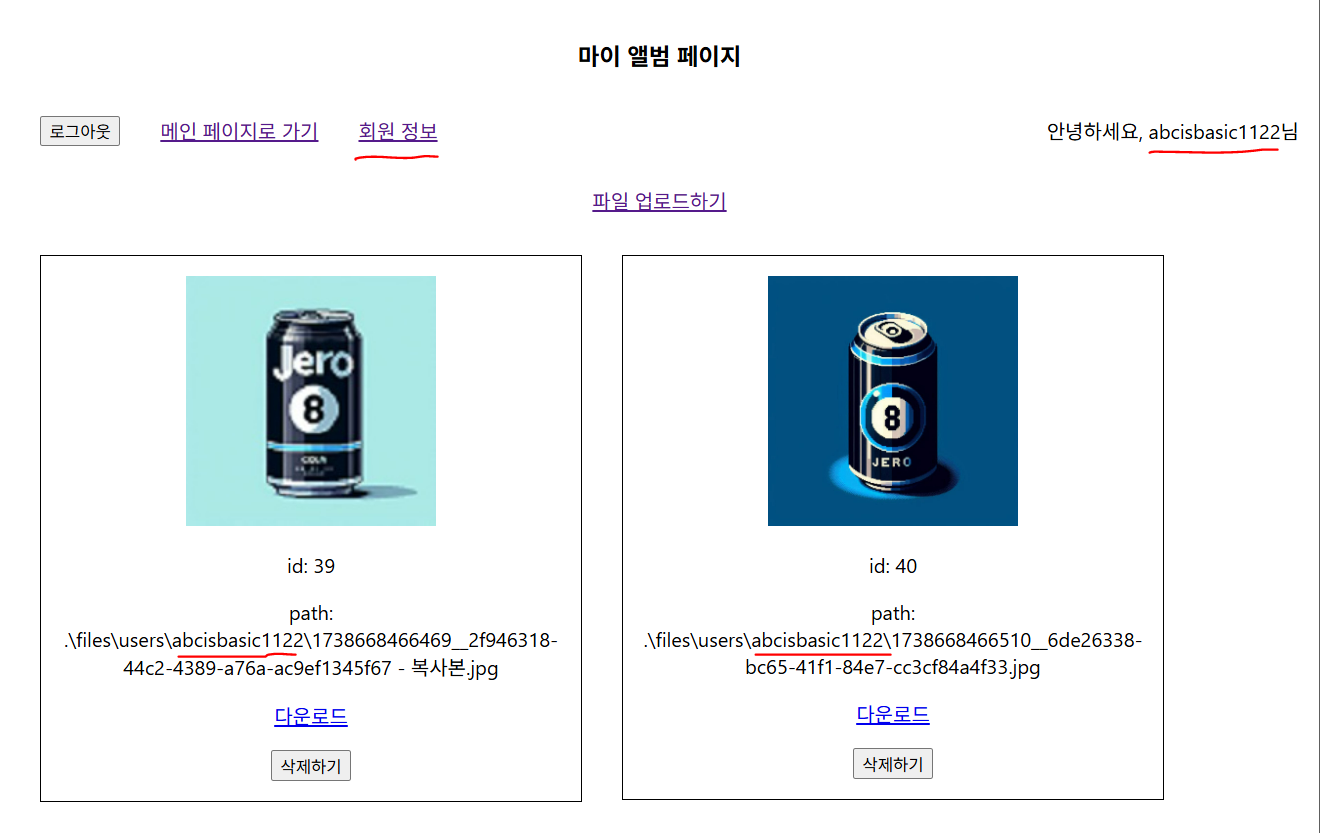 마이 앨범 페이지
로그아웃 메인 페이지로 가기 회원 정보 안녕하세요, abcisbasic1122님
파일 업로드하기
Jero
8
8
JERO
id: 39
path:
.\files\users\abcisbasic1122\1738668466469__2f946318-
44c2-4389-a76a-ac9ef1345f67 - 복사본.jpg
다운로드
삭제하기
id: 40
path:
.\files\users\abcisbasic1122\1738668466510__6de26338-
bc65-41f1-84e7-cc3cf84a4f33.jpg
다운로드
삭제하기